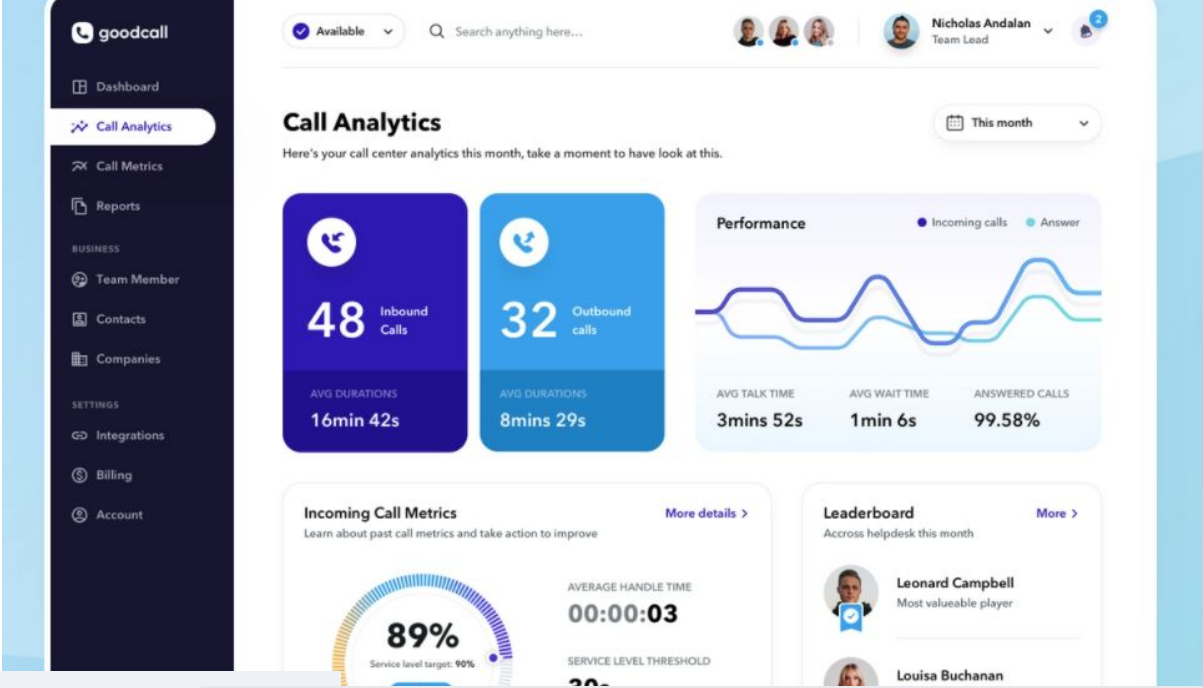 goodcall
Available
Search anything here...
Nicholas Andalan
Team Lead
2
Dashboard
Call Analytics
Call Metrics
Reports
BUSINESS
Team Member
Contacts
Companies
SETTINGS
Integrations
Billing
Account
Call Analytics
This month
Here's your call center analytics this month, take a moment to have look at this.
48 Inbound
Calls
AVG DURATIONS
16min 42s
32 Outbound
calls
AVG DURATIONS
8mins 29s
Performance
Incoming calls
Answer
AVG TALK TIME
3mins 52s
AVG WAIT TIME
1min 6s
ANSWERED CALLS
99.58%
Incoming Call Metrics
More details >
Learn about past call metrics and take action to improve
89%
Service level target: 90%
AVERAGE HANDLE TIME
00:00:03
SERVICE LEVEL THRESHOLD
30s
Leaderboard
More >
Accross helpdesk this month
Leonard Campbell
Most valueable player
Louisa Buchanan